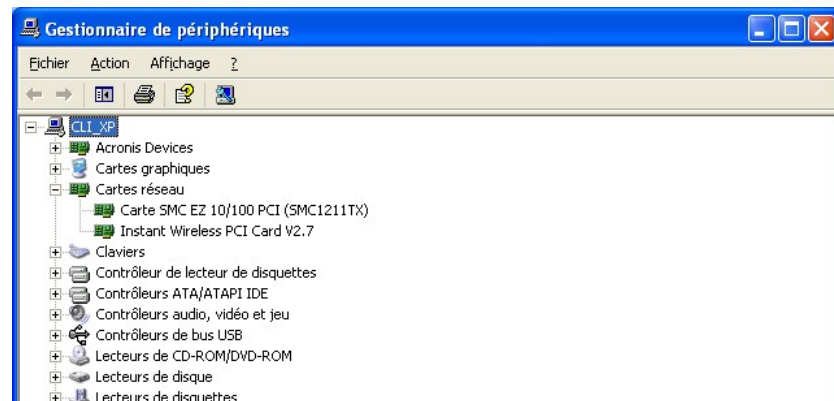 Gestionnaire de périphériques
Fichier Action Affichage ?
CLI_XP
Acronis Devices
Cartes graphiques
Cartes réseau
Carte SMC EZ 10/100 PCI (SMC1211TX)
Instant Wireless PCI Card V2.7
Claviers
Contrôleur de lecteur de disquettes
Contrôleurs ATA/ATAPI IDE
Contrôleurs audio, vidéo et jeu
Contrôleurs de bus USB
Lecteurs de CD-ROM/DVD-ROM
Lecteurs de disque
Lecteurs de disquettes